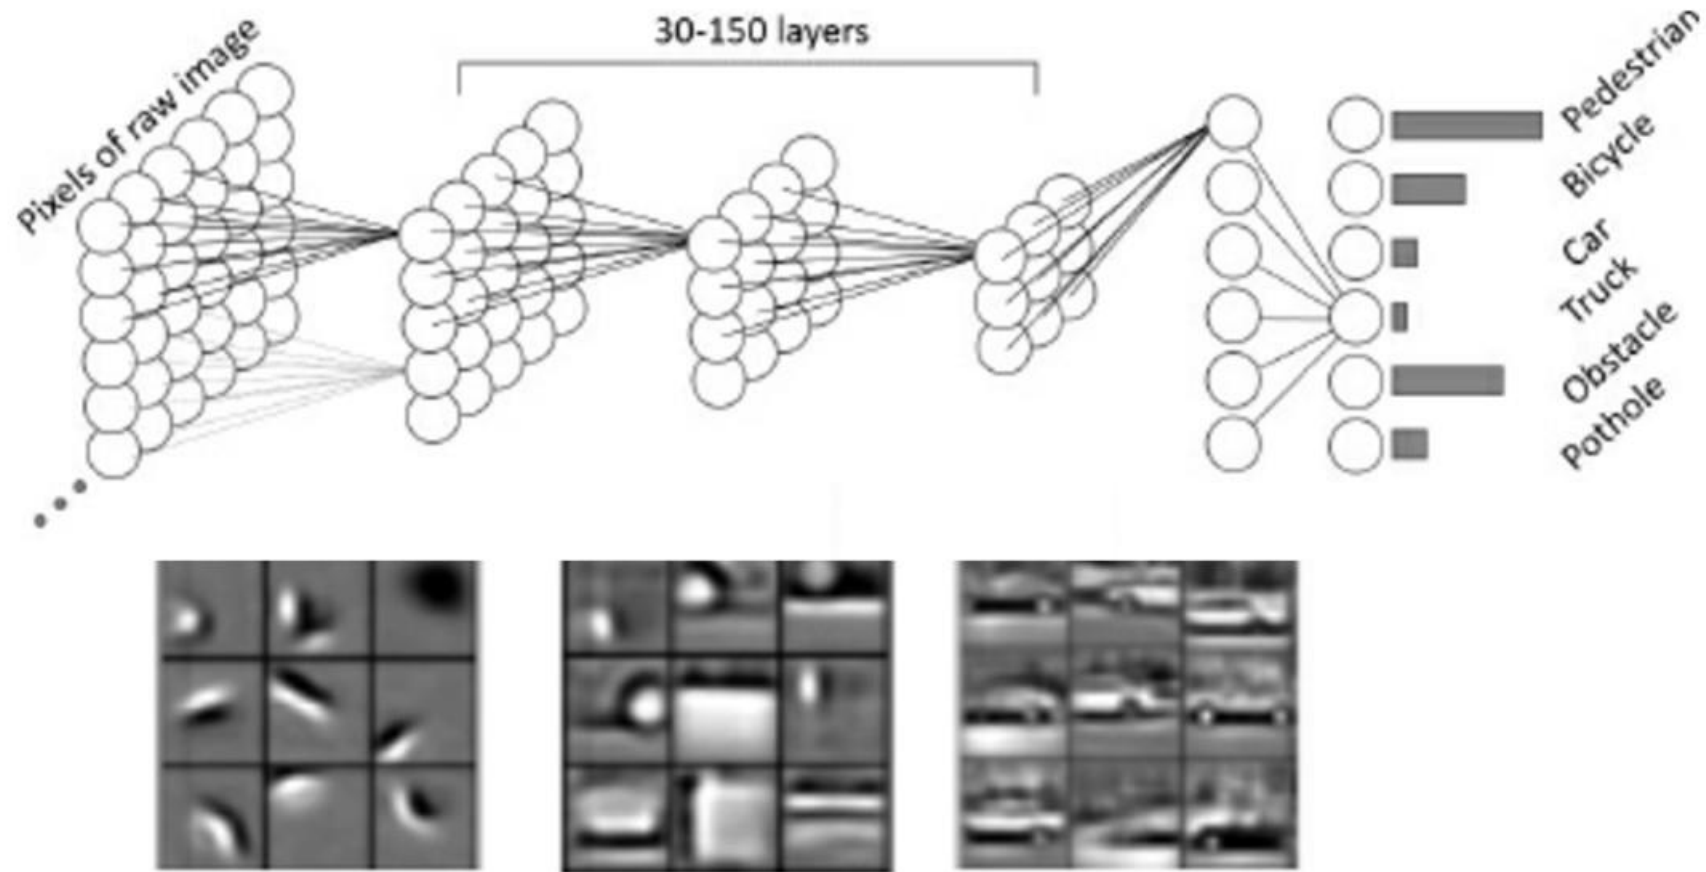 30-150 layers
Pixels of raw image
Pedestrian
Bicycle
Car
Truck
Obstacle
Pothole